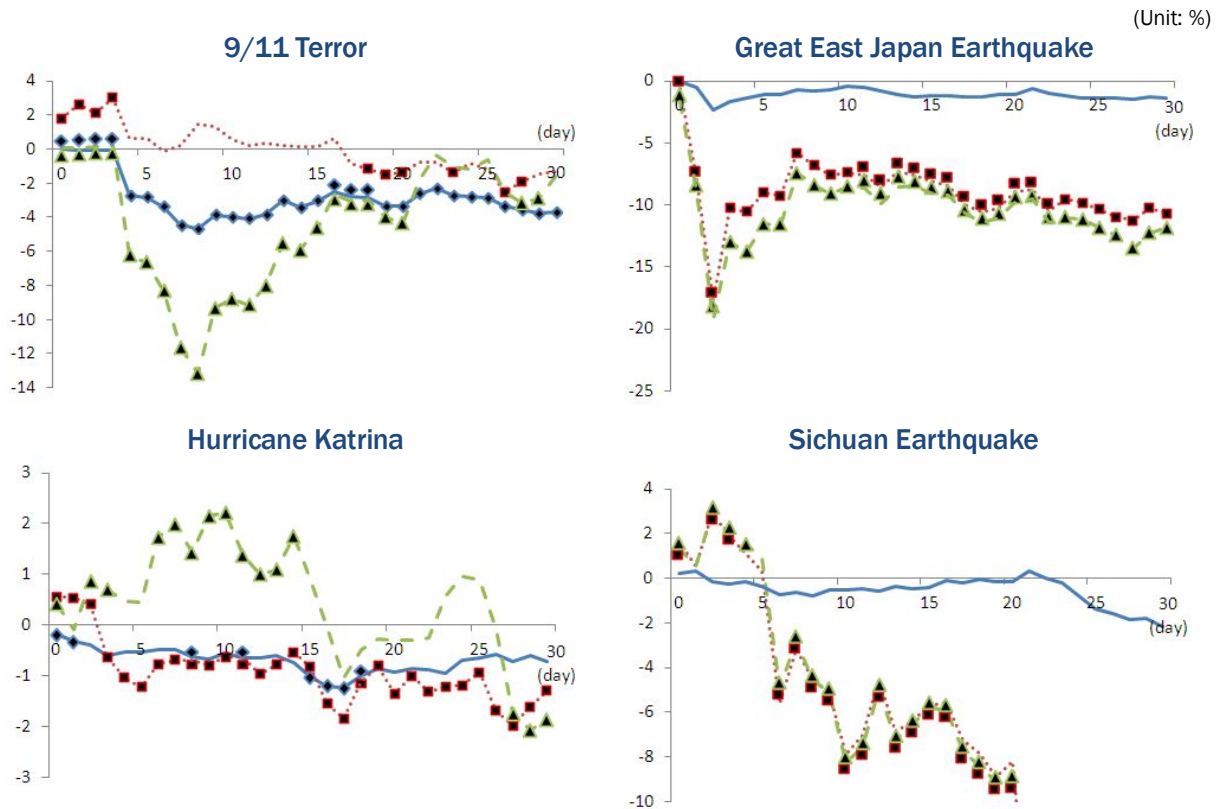 (Unit: %)
9/11 Terror
4
2
0
-2
-4
-6
-8
-10
-12
-14
0 5 10 15 20 25 30
(day)
Great East Japan Earthquake
0
-5
-10
-15
-20
-25
0 5 10 15 20 25 30
(day)
Hurricane Katrina
3
2
1
0
-1
-2
-3
0 5 10 15 20 25 30
(day)
Sichuan Earthquake
4
2
0
-2
-4
-6
-8
-10
0 5 10 15 20 25 30
(day)